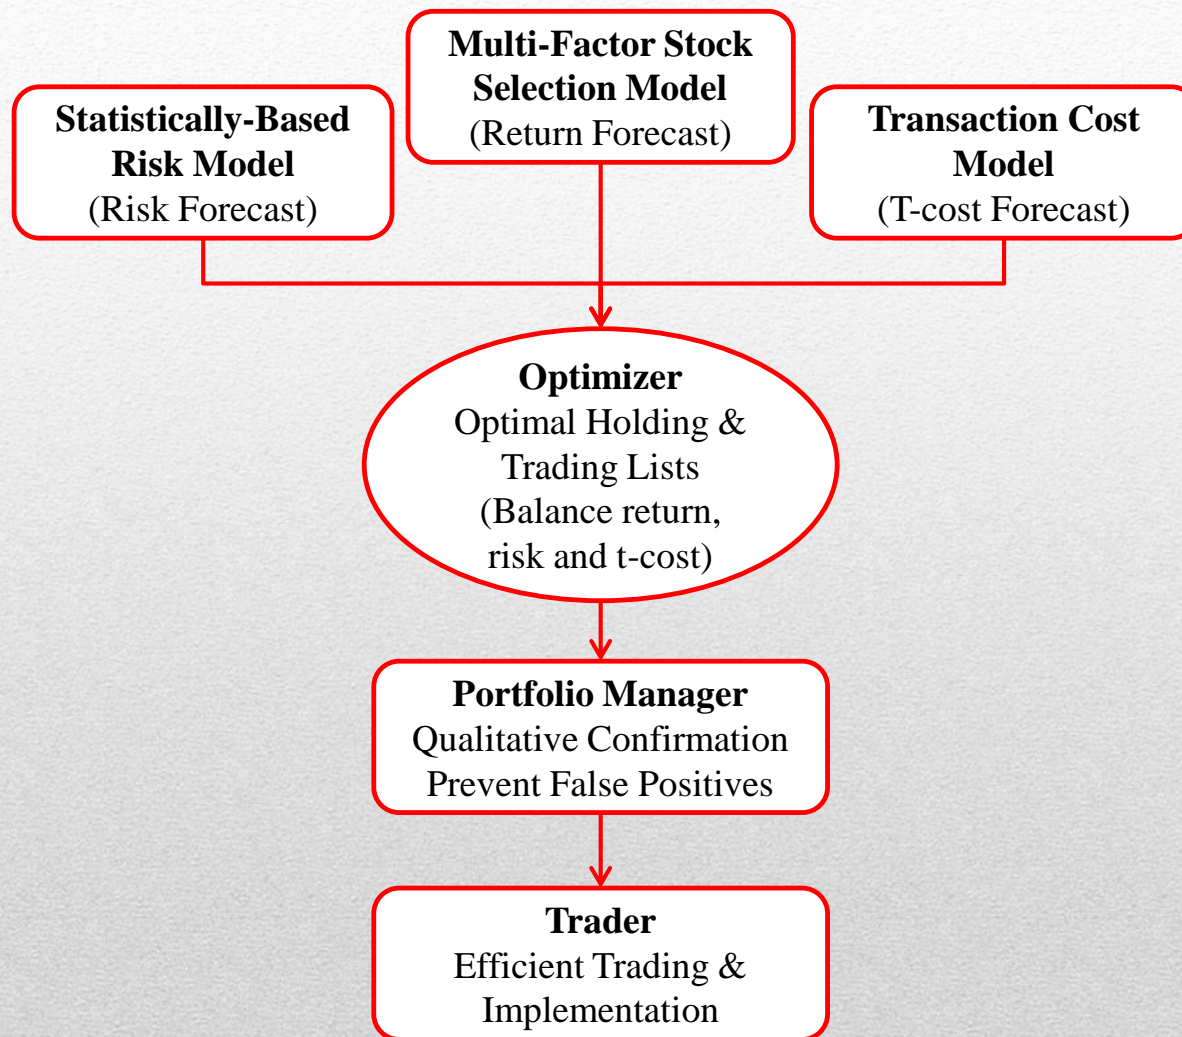 Multi-Factor Stock
Selection Model
(Return Forecast)
Statistically-Based
Risk Model
(Risk Forecast)
Transaction Cost
Model
(T-cost Forecast)
Optimizer
Optimal Holding &
Trading Lists
(Balance return,
risk and t-cost)
Portfolio Manager
Qualitative Confirmation
Prevent False Positives
Trader
Efficient Trading &
Implementation